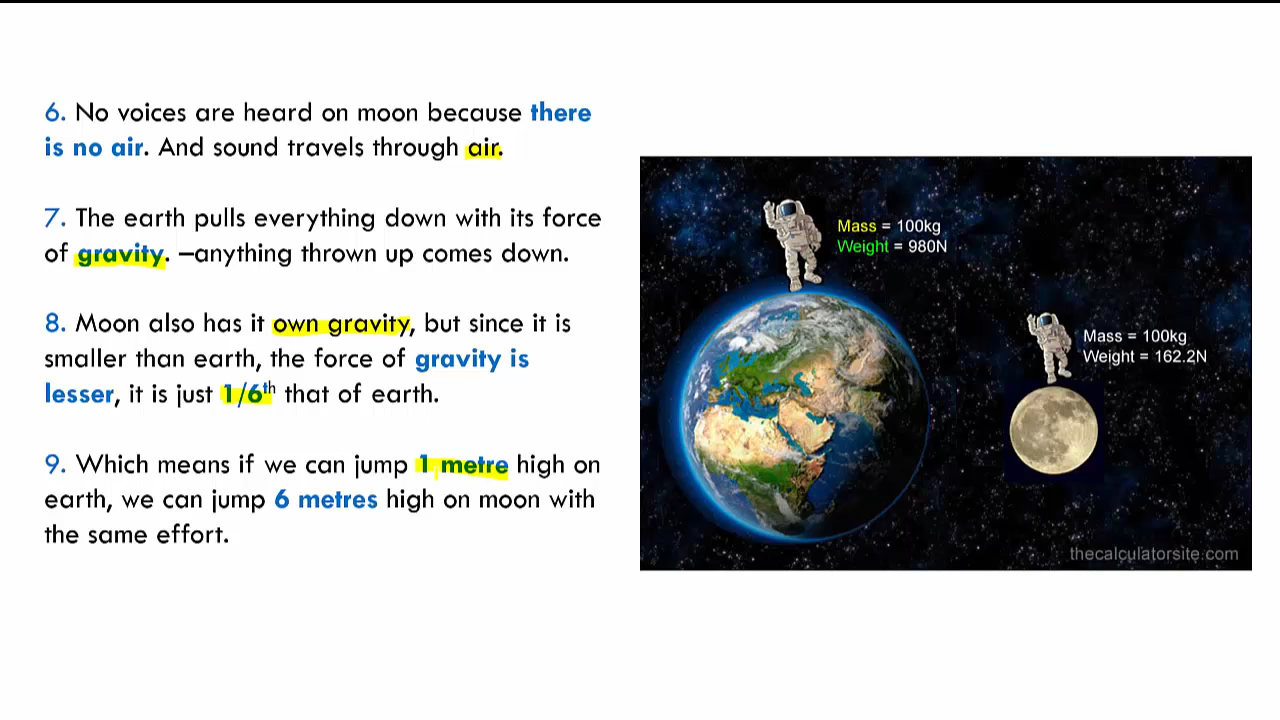 6. No voices are heard on moon because there
is no air. And sound travels through air.
7. The earth pulls everything down with its force
of gravity. –anything thrown up comes down.
8. Moon also has it own gravity, but since it is
smaller than earth, the force of gravity is
lesser, it is just 1/6th that of earth.
9. Which means if we can jump 1 metre high on
earth, we can jump 6 metres high on moon with
the same effort.
Mass = 100kg
Weight = 980N
Mass = 100kg
Weight = 162.2N
thecalculatorsite.com